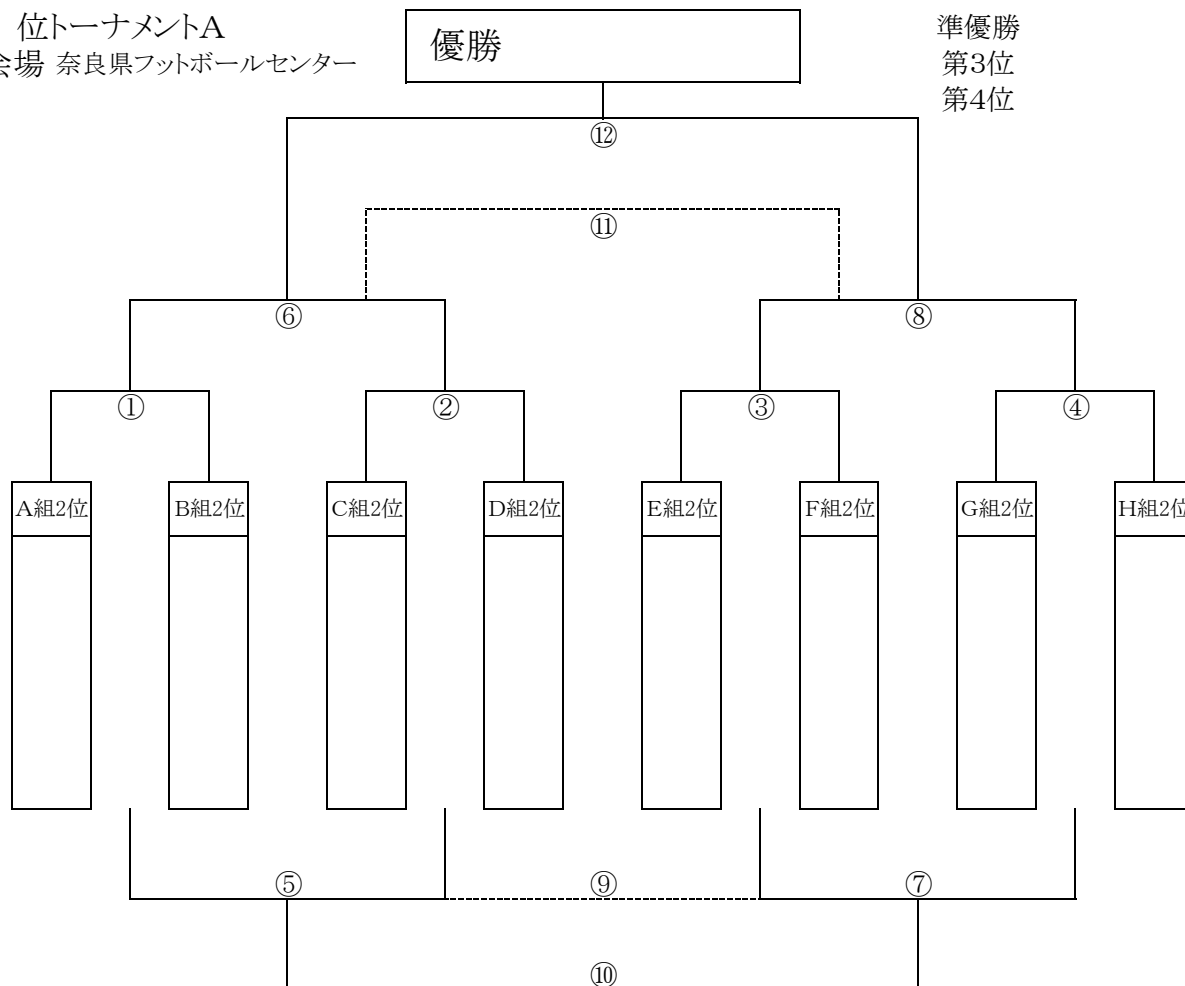 位トーナメントA
会場 奈良県フットボールセンター
優勝
準優勝
第3位
第4位
⑫
⑪
⑥ ⑧
① ② ③ ④
A組2位 B組2位 C組2位 D組2位 E組2位 F組2位 G組2位 H組2位
⑤ ⑨ ⑦
⑩